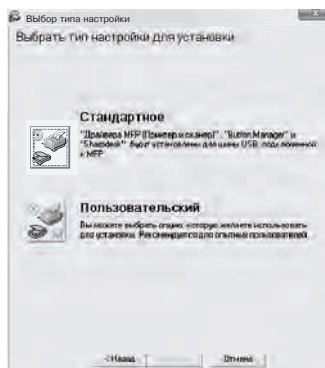 Выбор типа настройки
Выбрать тип настройки для установки
Стандартное
"Драйвера MFP (Принтер и сканер)", "Button Manager" и
"Sharpdesk" будут установлены для шины USB, подключенной
к MFP.
Пользовательский
Вы можете выбрать опцию, которую желаете использовать
для установки. Рекомендуется для опытных пользователей.
<Назад
Отмена